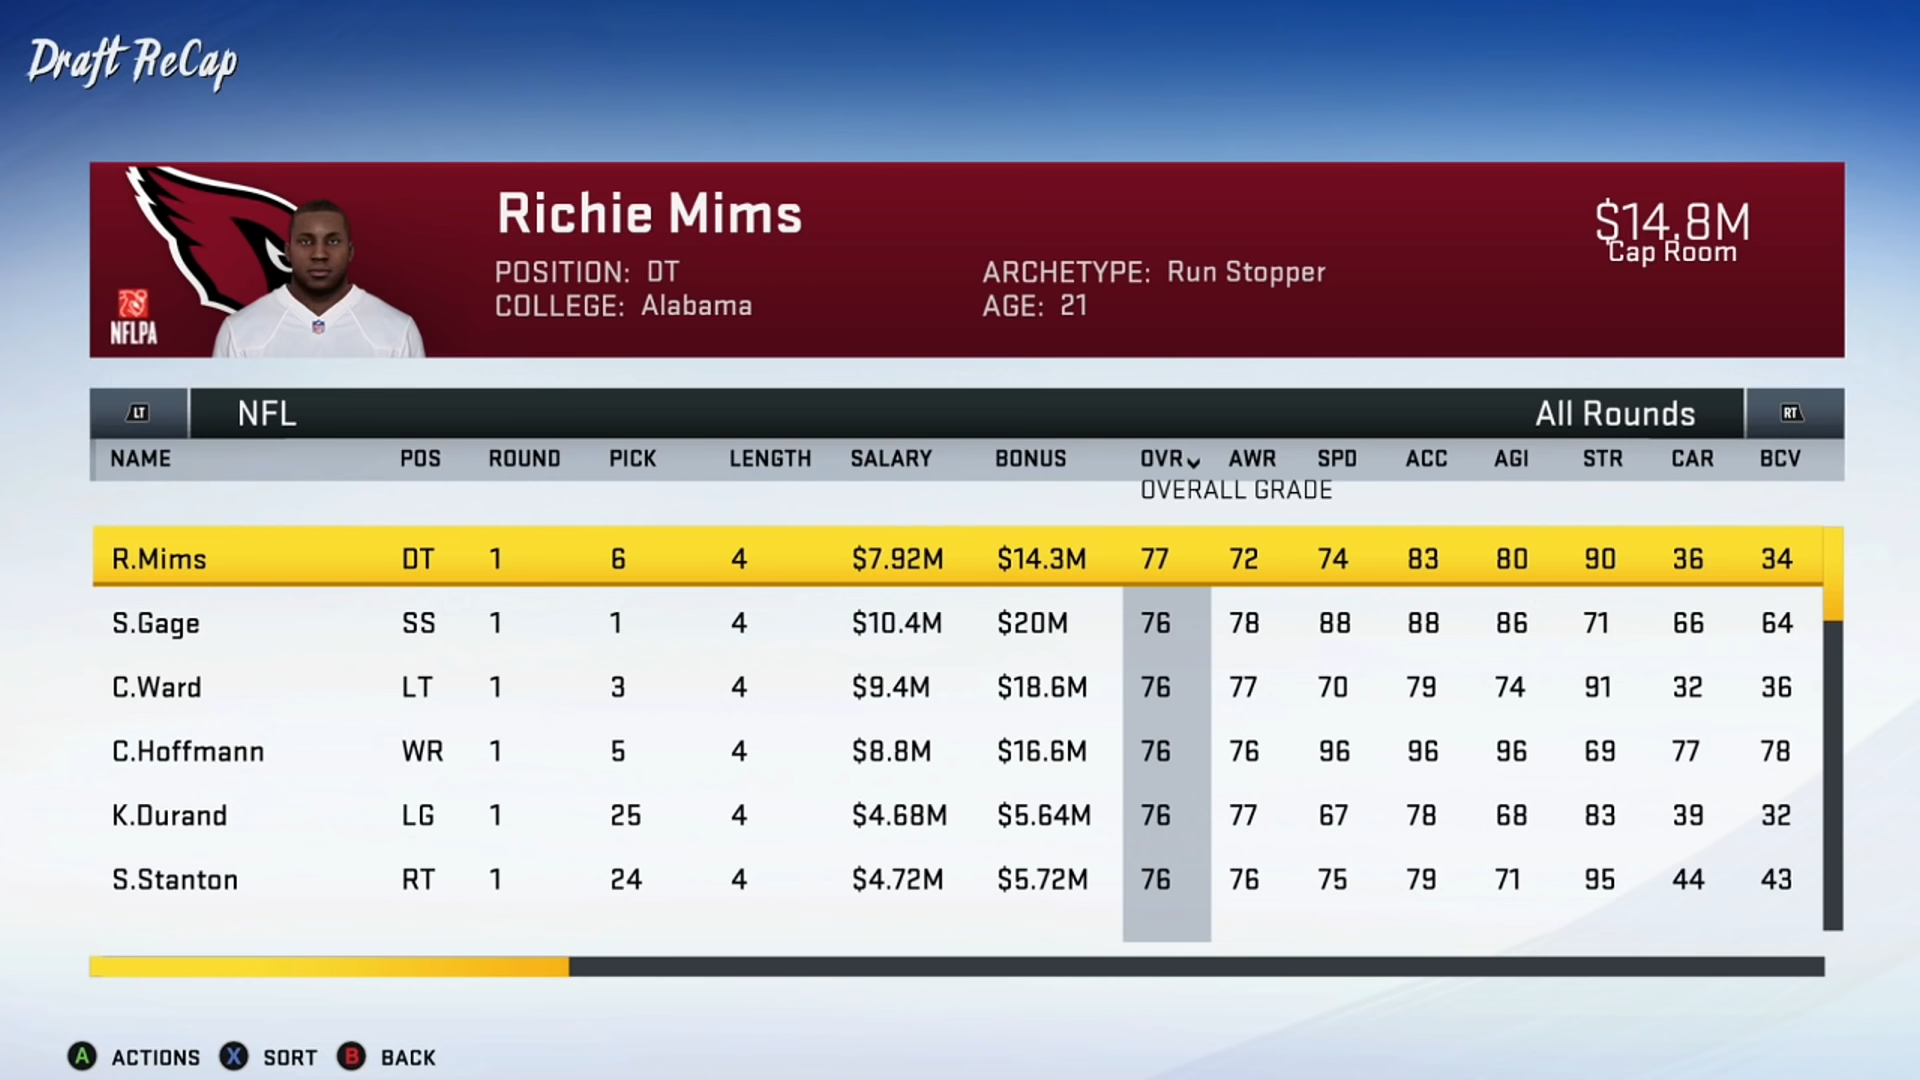 Draft ReCap
Richie Mims
$14.8M
Cap Room
POSITION: DT
ARCHETYPE: Run Stopper
COLLEGE: Alabama
AGE: 21
NFLPA
LT NFL All Rounds RT
NAME POS ROUND PICK LENGTH SALARY BONUS OVR AWR SPD ACC AGI STR CAR BCV
OVERALL GRADE
R.Mims DT 1 6 4 $7.92M $14.3M 77 72 74 83 80 90 36 34
S.Gage SS 1 1 4 $10.4M $20M 76 78 88 88 86 71 66 64
C.Ward LT 1 3 4 $9.4M $18.6M 76 77 70 79 74 91 32 36
C.Hoffmann WR 1 5 4 $8.8M $16.6M 76 76 96 96 96 69 77 78
K.Durand LG 1 25 4 $4.68M $5.64M 76 77 67 78 68 83 39 32
S.Stanton RT 1 24 4 $4.72M $5.72M 76 76 75 79 71 95 44 43
A ACTIONS X SORT B BACK